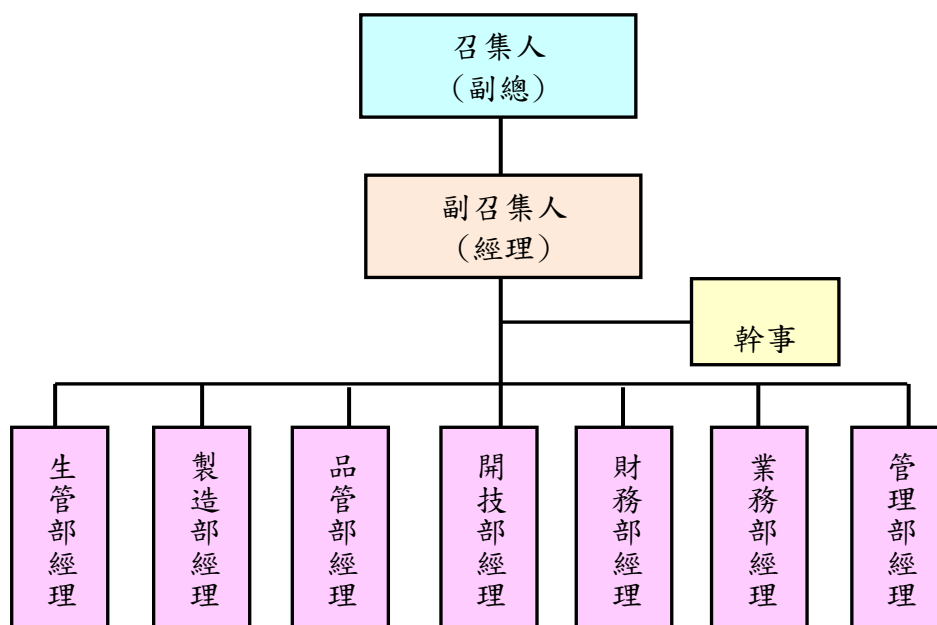 召集人
(副總)
副召集人
(經理)
幹事
生管部經理
製造部經理
品管部經理
開技部經理
財務部經理
業務部經理
管理部經理